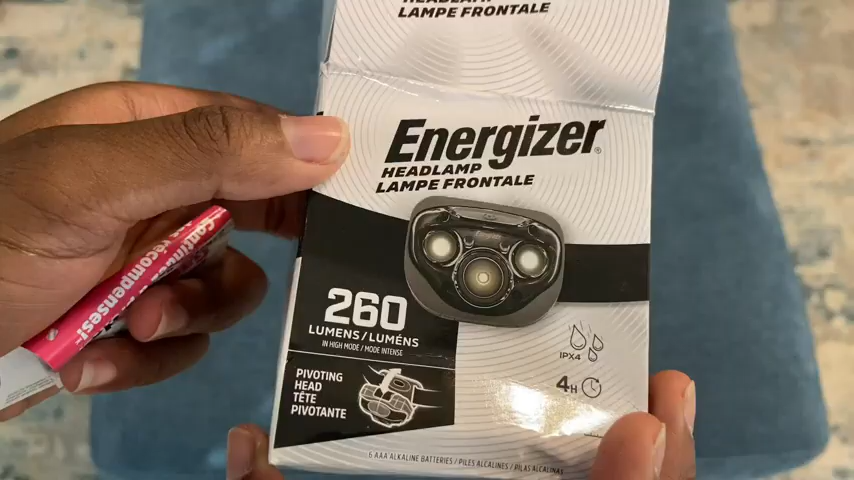 HEADLAMP
LAMPE FRONTALE
Energizer®
HEADLAMP
LAMPE FRONTALE
260
LUMENS/LUMÉNS
IN HIGH MODE / MODE INTENSE
IPX4
4H
PIVOTING
HEAD
TÊTE
PIVOTANTE
6 AAA ALKALINE BATTERIES / PILES ALCALINES / PILAS ALCALINAS
récompenses!